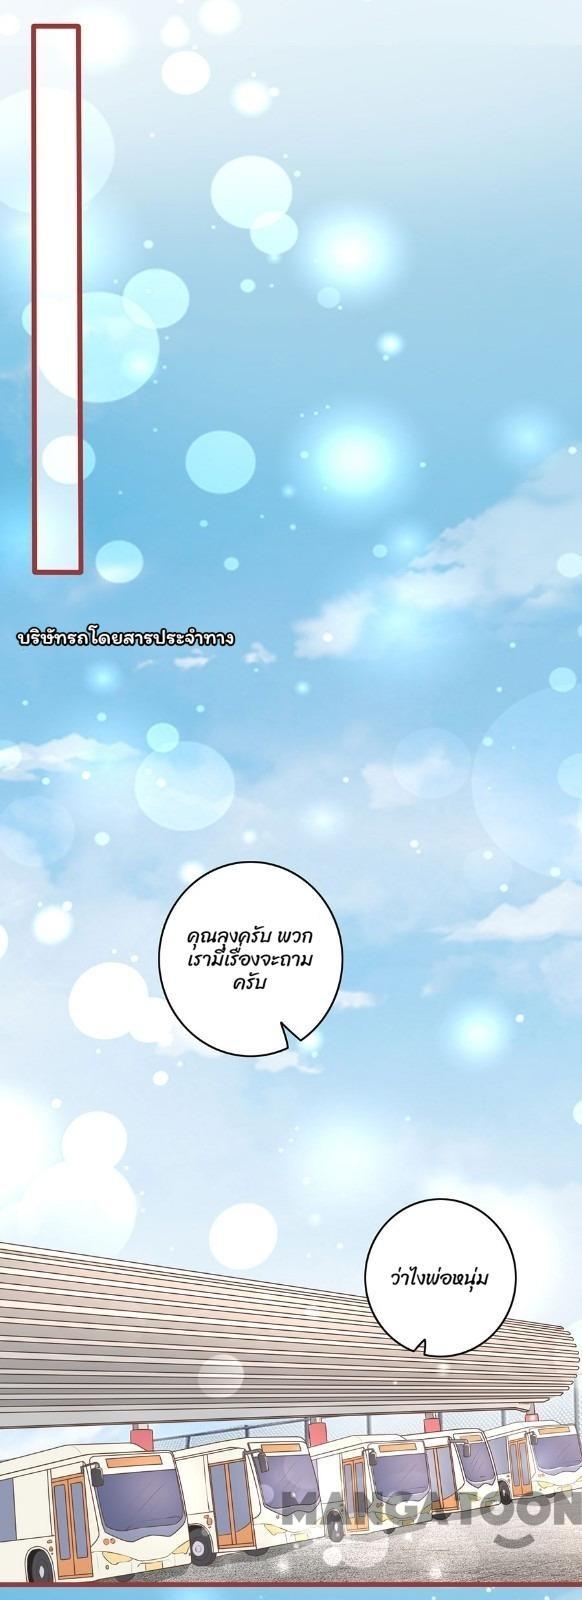 บริษัทรถโดยสารประจำทาง
คุณลุงครับ พวก
เรามีเรื่องจะถาม
ครับ
ว่าไงพ่อหนุ่ม
MANGATOON